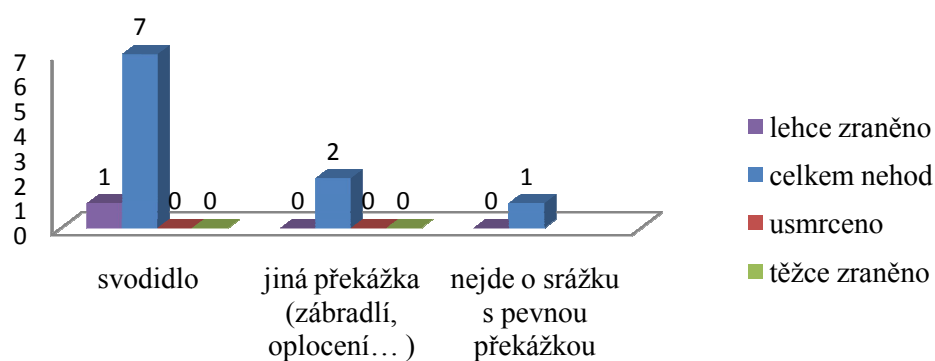 7
7
6
5
4
3
2
1
0
1
0
0
0
2
0
0
0
1
svodidlo
jiná překážka
(zábradlí,
oplocení… )
nejde o srážku
s pevnou
překážkou
lehce zraněno
celkem nehod
usmrceno
těžce zraněno